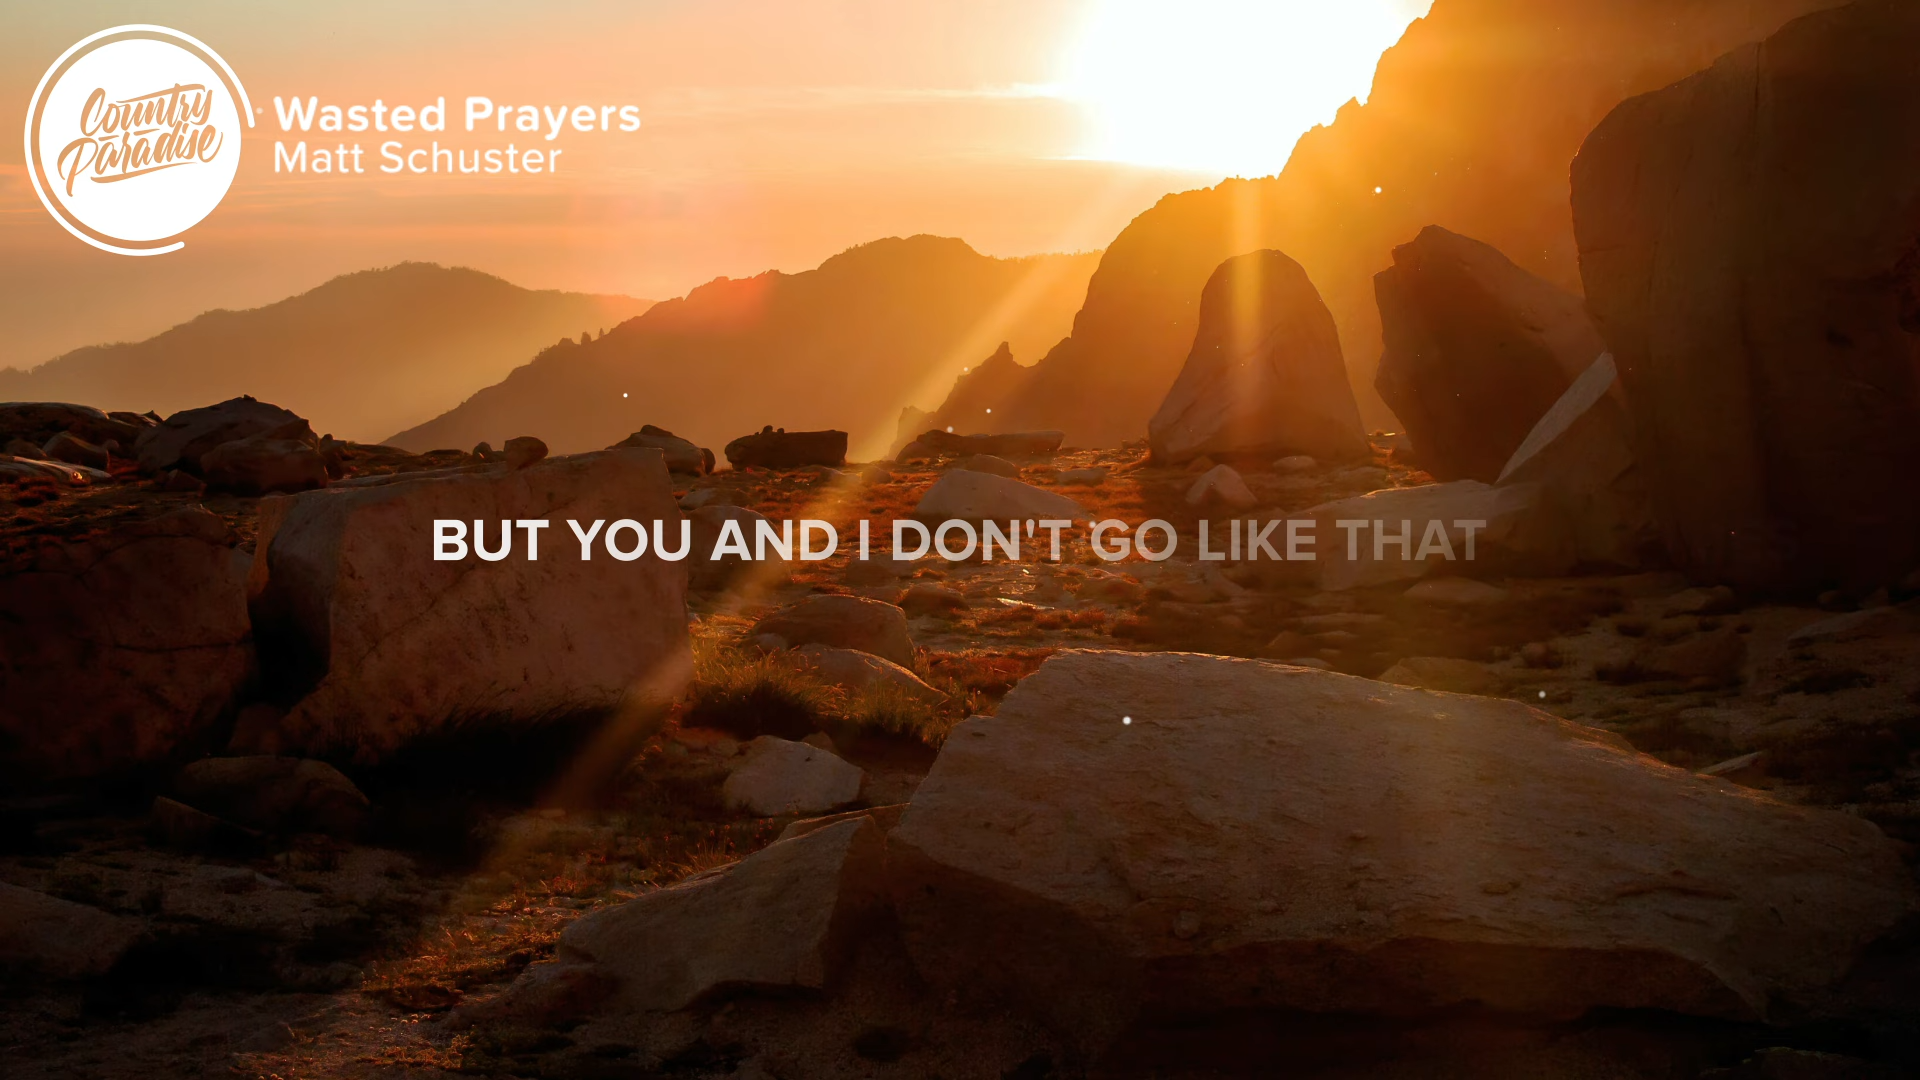 Country
Paradise
Wasted Prayers
Matt Schuster
BUT YOU AND I DON'T GO LIKE THAT